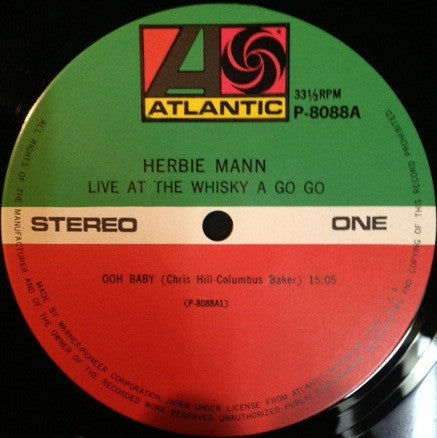 ATLANTIC
33⅓RPM
P-8088A
HERBIE MANN
LIVE AT THE WHISKY A GO GO
STEREO ONE
OOH BABY (Chris Hill-Columbus Baker) 15:05
(P-8088A1)
ALL RIGHTS OF THE MANUFACTURER AND OF THE OWNER OF THE RECORDED WORK RESERVED. UNAUTHORIZED PUBLIC AND COPYING OF THIS RECORD PROHIBITED.
MADE BY WARNER-PIONEER CORPORATION, JAPAN, UNDER LICENSE FROM ATLANTIC